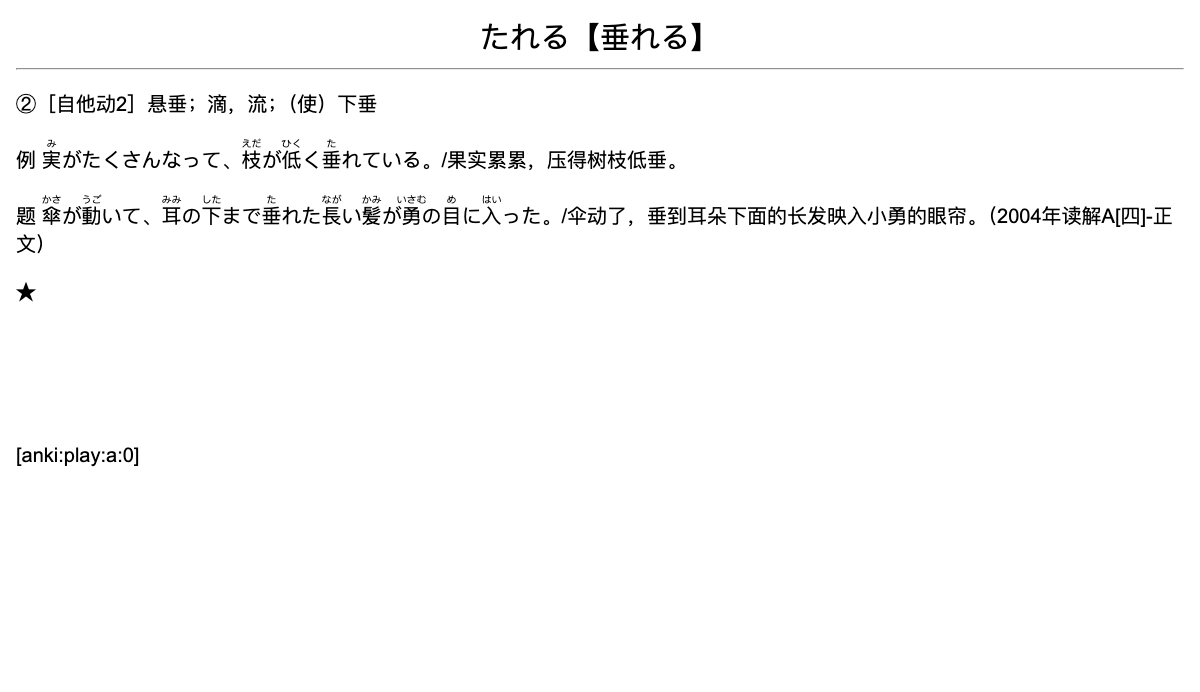 たれる【垂れる】
②［自他动2］悬垂；滴，流；（使）下垂
例 実がたくさんなって、枝が低く垂れている。/果实累累，压得树枝低垂。
み えだ ひく た
題 傘が動いて、耳の下まで垂れた長い髪が勇の目に入った。/伞动了，垂到耳朵下面的长发映入小勇的眼帘。（2004年读解A[四]-正
かさ うご みみ した た なが かみ いさむ め はい
文）
★
[anki:play:a:0]